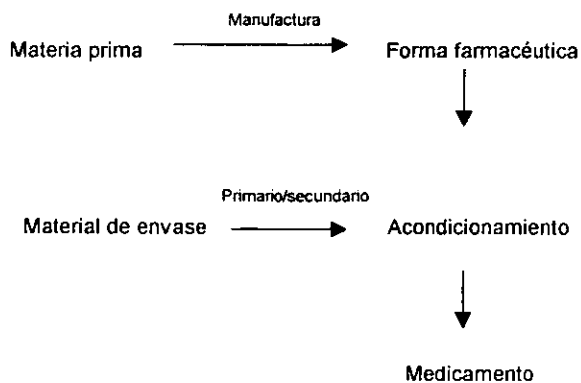 Manufactura
Materia prima
Forma farmacéutica
Primario/secundario
Material de envase
Acondicionamiento
Medicamento